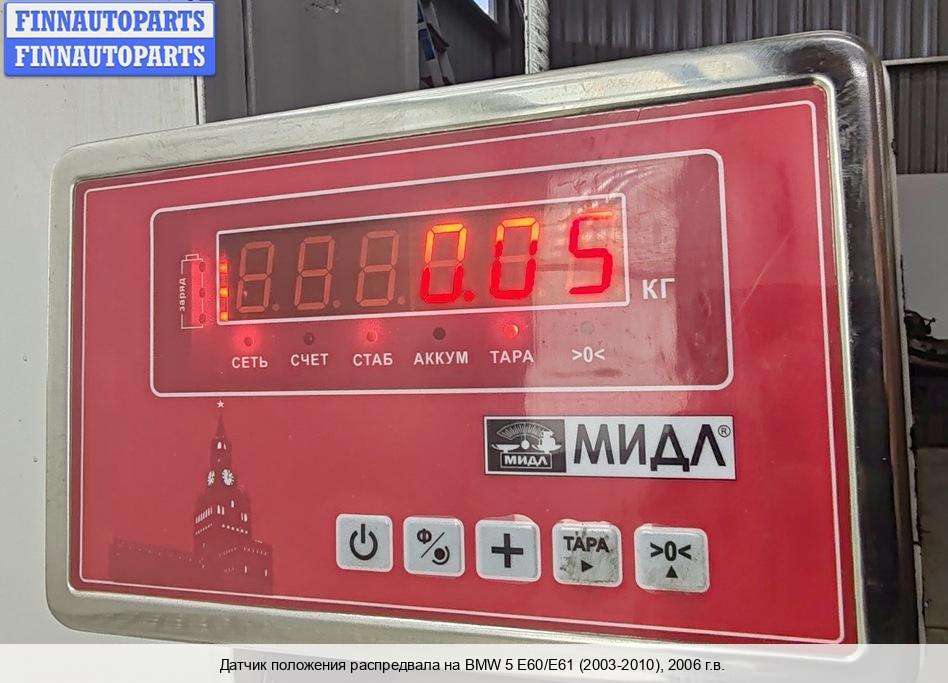 FINNAUTOPARTS
FINNAUTOPARTS
заряд
0.05
КГ
СЕТЬ СЧЕТ СТАБ АККУМ ТАРА >0<
МИДЛ МИДЛ®
Ф/ + ТАРА >0<
Датчик положения распредвала на BMW 5 E60/E61 (2003-2010), 2006 г.в.